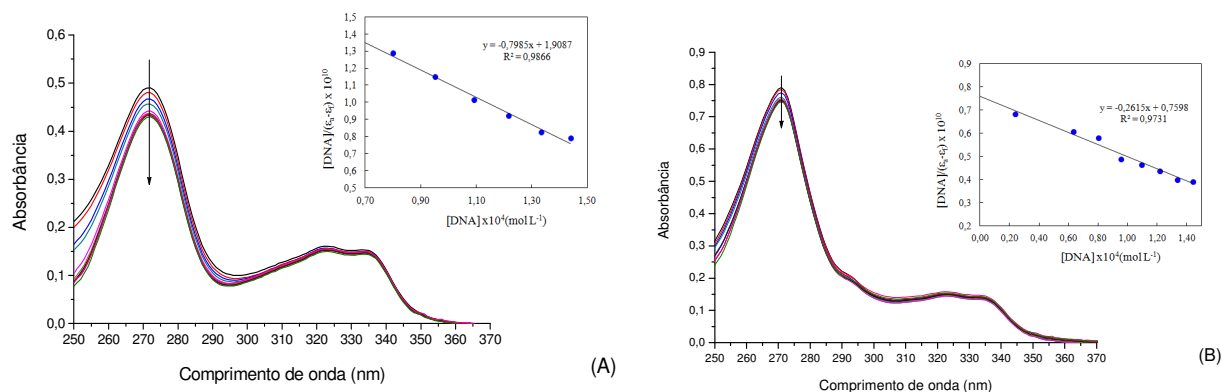 0,6
0,5
0,4
0,3
0,2
0,1
0,0
Absorbância
250 260 270 280 290 300 310 320 330 340 350 360 370
Comprimento de onda (nm)
1,5
1,4
1,3
1,2
1,1
1,0
0,9
0,8
0,7
0,6
0,5
[DNA]/(εₐ-εf) x 10¹⁰
y = -0,7985x + 1,9087
R² = 0,9866
0,70 0,90 1,10 1,30 1,50
[DNA] x10⁴(mol L⁻¹)
(A)
0,9
0,8
0,7
0,6
0,5
0,4
0,3
0,2
0,1
0,0
Absorbância
250 260 270 280 290 300 310 320 330 340 350 360 370
Comprimento de onda (nm)
0,9
0,8
0,7
0,6
0,5
0,4
0,3
0,2
[DNA]/(εₐ-εf) x 10¹⁰
y = -0,2615x + 0,7598
R² = 0,9731
0,00 0,20 0,40 0,60 0,80 1,00 1,20 1,40
[DNA] x10⁴(mol L⁻¹)
(B)